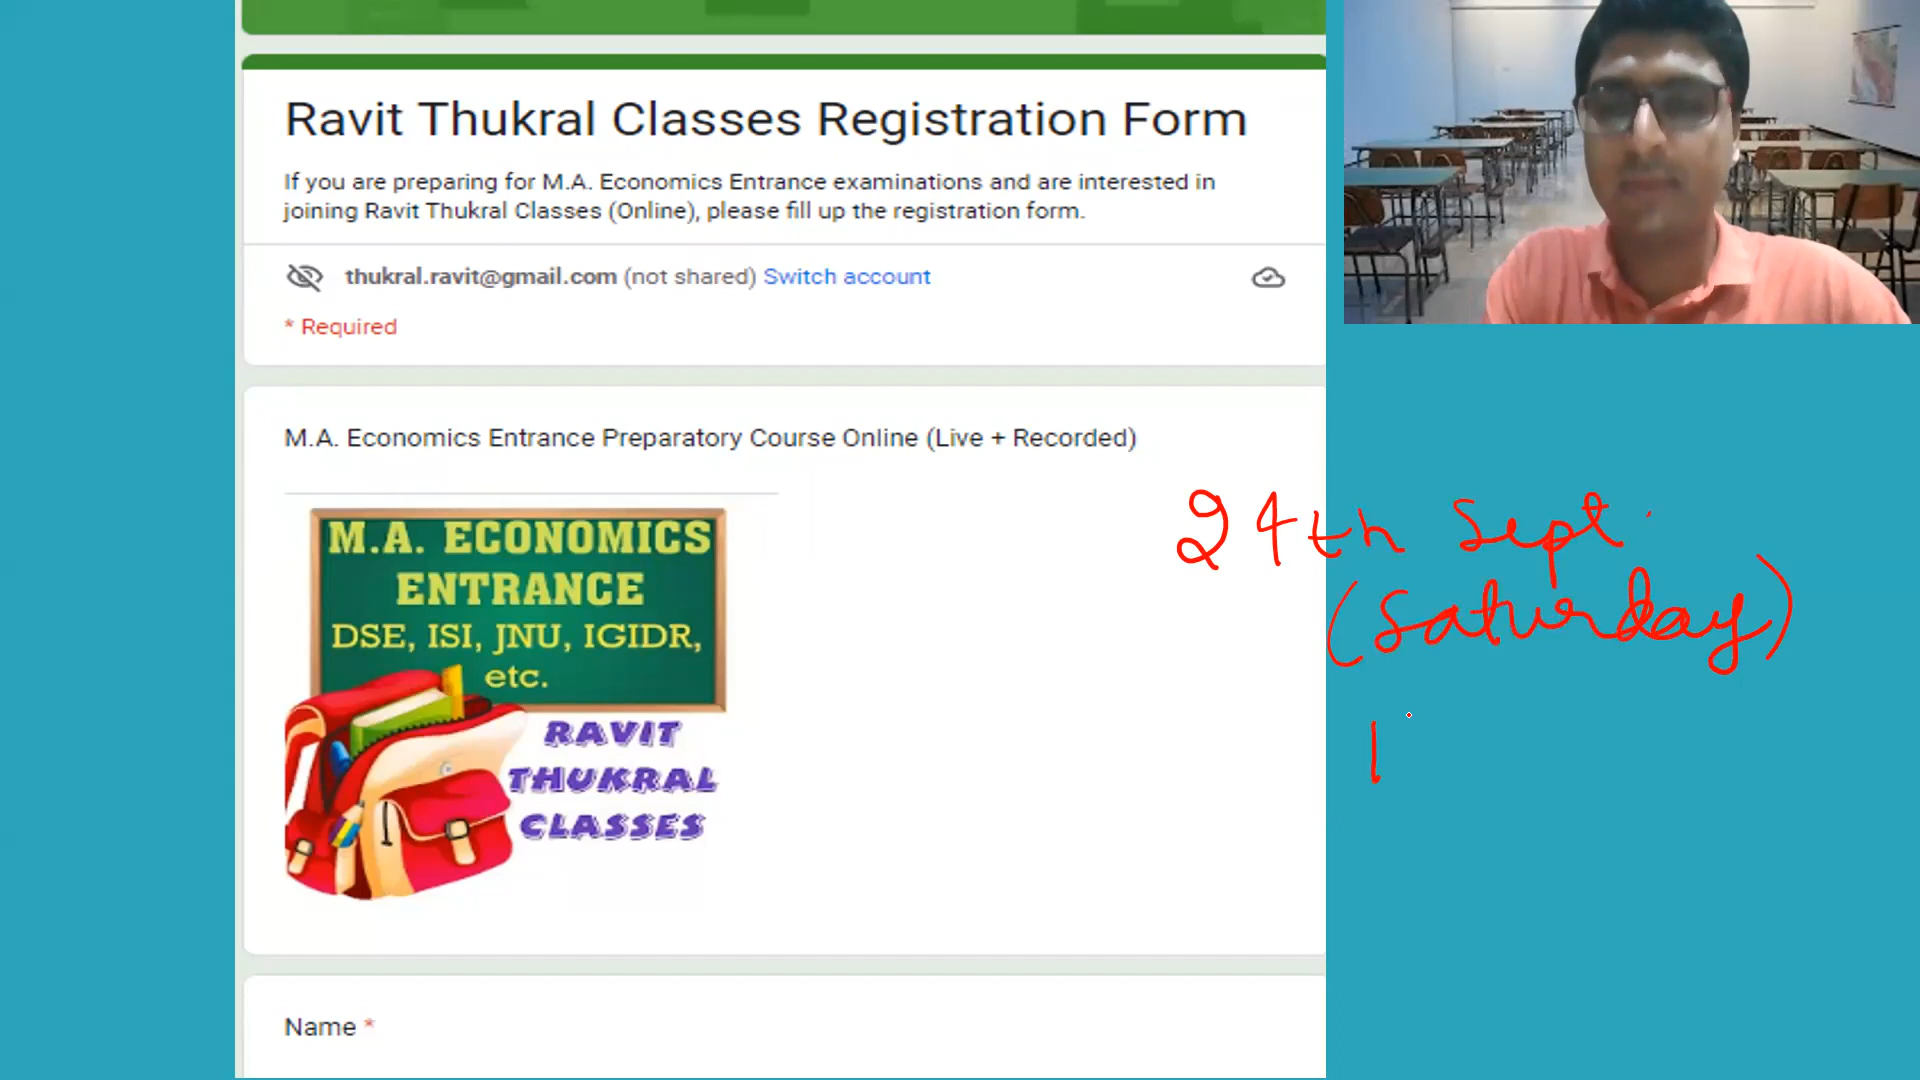 Ravit Thukral Classes Registration Form
If you are preparing for M.A. Economics Entrance examinations and are interested in
joining Ravit Thukral Classes (Online), please fill up the registration form.
thukral.ravit@gmail.com (not shared) Switch account
* Required
M.A. Economics Entrance Preparatory Course Online (Live + Recorded)
M.A. ECONOMICS
ENTRANCE
DSE, ISI, JNU, IGIDR,
etc.
RAVIT
THUKRAL
CLASSES
24th Sept.
(Saturday)
1
Name *